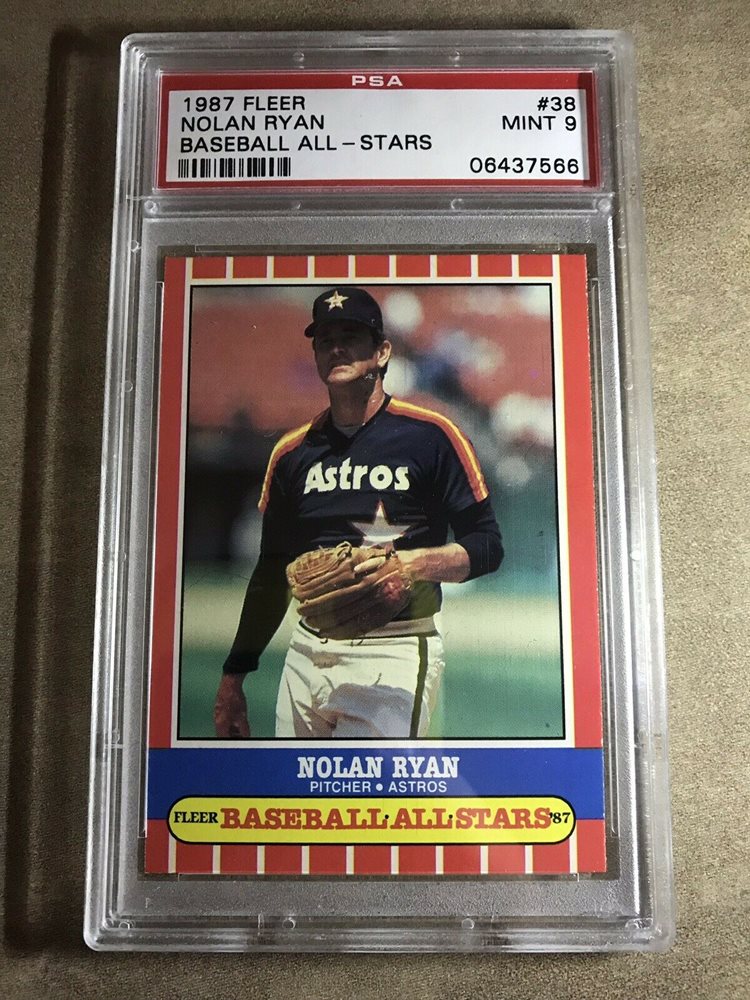 PSA
1987 FLEER #38
NOLAN RYAN MINT 9
BASEBALL ALL-STARS
06437566
Astros
NOLAN RYAN
PITCHER • ASTROS
FLEER BASEBALL•ALL•STARS '87